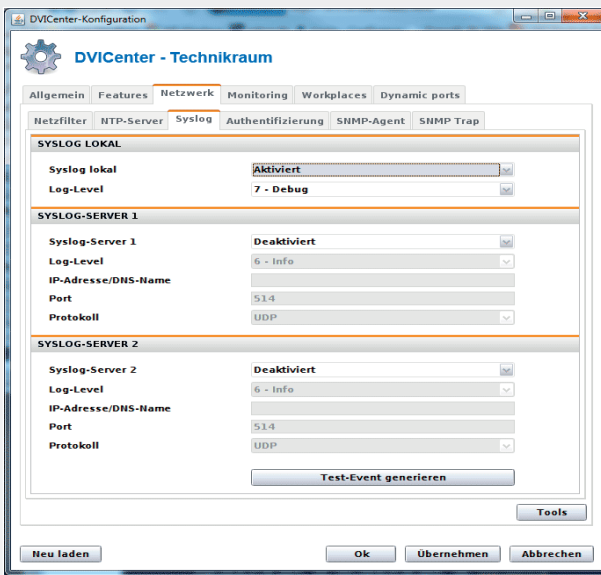 DVICenter-Konfiguration
DVICenter - Technikraum
Allgemein Features Netzwerk Monitoring Workplaces Dynamic ports
Netzfilter NTP-Server Syslog Authentifizierung SNMP-Agent SNMP Trap
SYSLOG LOKAL
Syslog lokal Aktiviert
Log-Level 7 - Debug
SYSLOG-SERVER 1
Syslog-Server 1 Deaktiviert
Log-Level 6 - Info
IP-Adresse/DNS-Name
Port 514
Protokoll UDP
SYSLOG-SERVER 2
Syslog-Server 2 Deaktiviert
Log-Level 6 - Info
IP-Adresse/DNS-Name
Port 514
Protokoll UDP
Test-Event generieren
Tools
Neu laden Ok Übernehmen Abbrechen